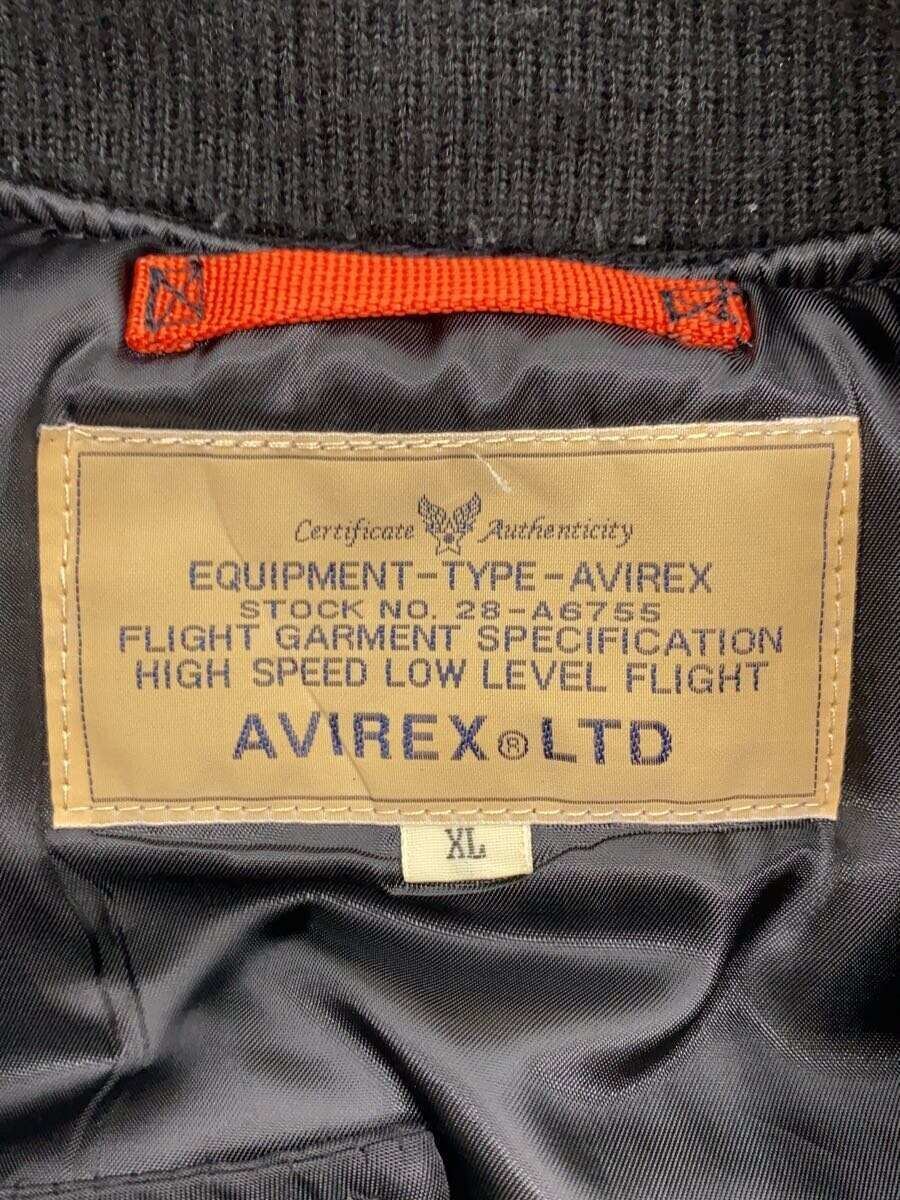 Certificate Authenticity
EQUIPMENT-TYPE-AVIREX
STOCK NO. 28-A6755
FLIGHT GARMENT SPECIFICATION
HIGH SPEED LOW LEVEL FLIGHT
AVIREX® LTD
XL